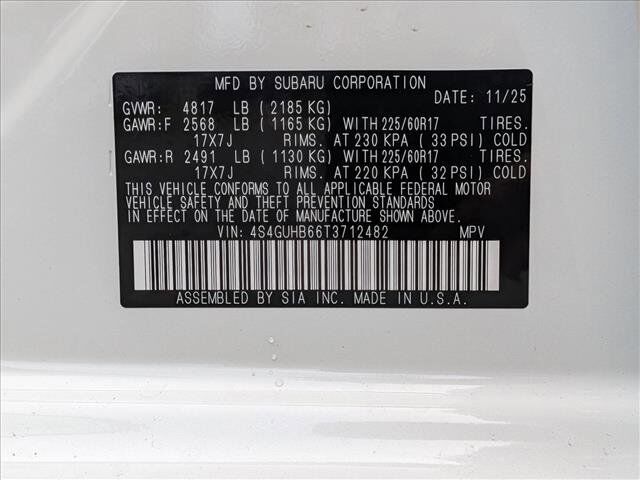 MFD BY SUBARU CORPORATION
DATE: 11/25
GVWR: 4817 LB ( 2185 KG)
GAWR:F 2568 LB ( 1165 KG) WITH 225/60R17 TIRES.
17X7J RIMS. AT 230 KPA ( 33 PSI) COLD
GAWR:R 2491 LB ( 1130 KG) WITH 225/60R17 TIRES.
17X7J RIMS. AT 220 KPA ( 32 PSI) COLD
THIS VEHICLE CONFORMS TO ALL APPLICABLE FEDERAL MOTOR
VEHICLE SAFETY AND THEFT PREVENTION STANDARDS
IN EFFECT ON DATE OF MANUFACTURE SHOWN ABOVE.
VIN: 4S4GUHB66T3712482 MPV
ASSEMBLED BY SIA INC. MADE IN U.S.A.